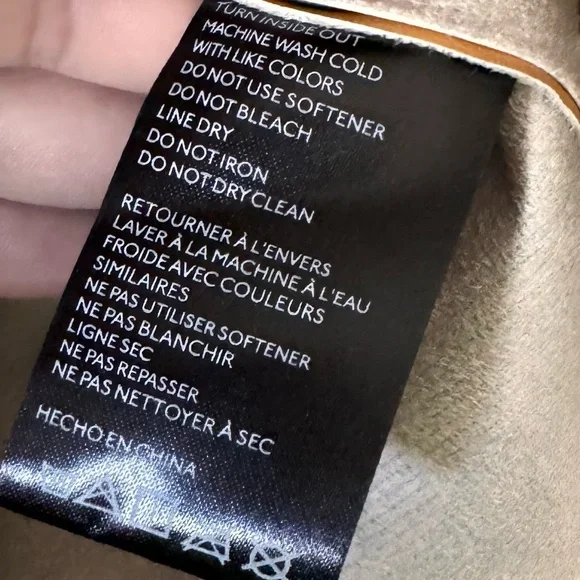 TURN INSIDE OUT
MACHINE WASH COLD
WITH LIKE COLORS
DO NOT USE SOFTENER
DO NOT BLEACH
LINE DRY
DO NOT IRON
DO NOT DRY CLEAN
RETOURNER À L'ENVERS
LAVER À LA MACHINE À L'EAU
FROIDE AVEC COULEURS
SIMILAIRES
NE PAS UTILISER SOFTENER
NE PAS BLANCHIR
LIGNE SEC
NE PAS REPASSER
NE PAS NETTOYER À SEC
HECHO EN CHINA